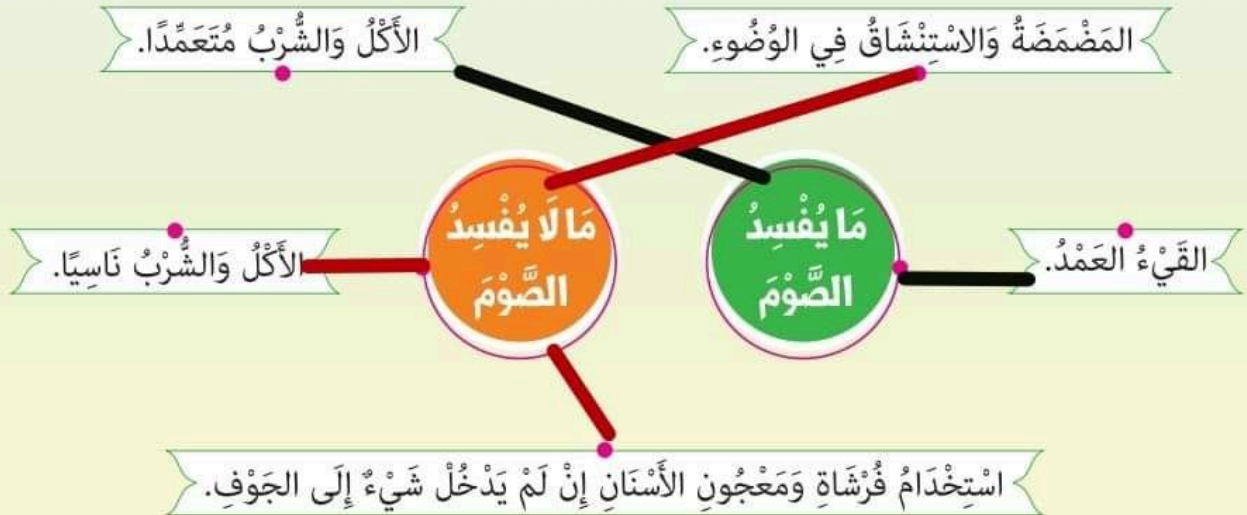 المَضْمَضَةُ وَالاسْتِنْشَاقُ فِي الوُضُوءِ.
الأَكْلُ وَالشُّرْبُ مُتَعَمِّدًا.
مَا يُفْسِدُ
الصَّوْمَ
مَا لَا يُفْسِدُ
الصَّوْمَ
القَيْءُ العَمْدُ.
الأَكْلُ وَالشُّرْبُ نَاسِيًا.
اسْتِخْدَامُ فُرْشَاةِ وَمَعْجُونِ الأَسْنَانِ إِنْ لَمْ يَدْخُلْ شَيْءٌ إِلَى الجَوْفِ.